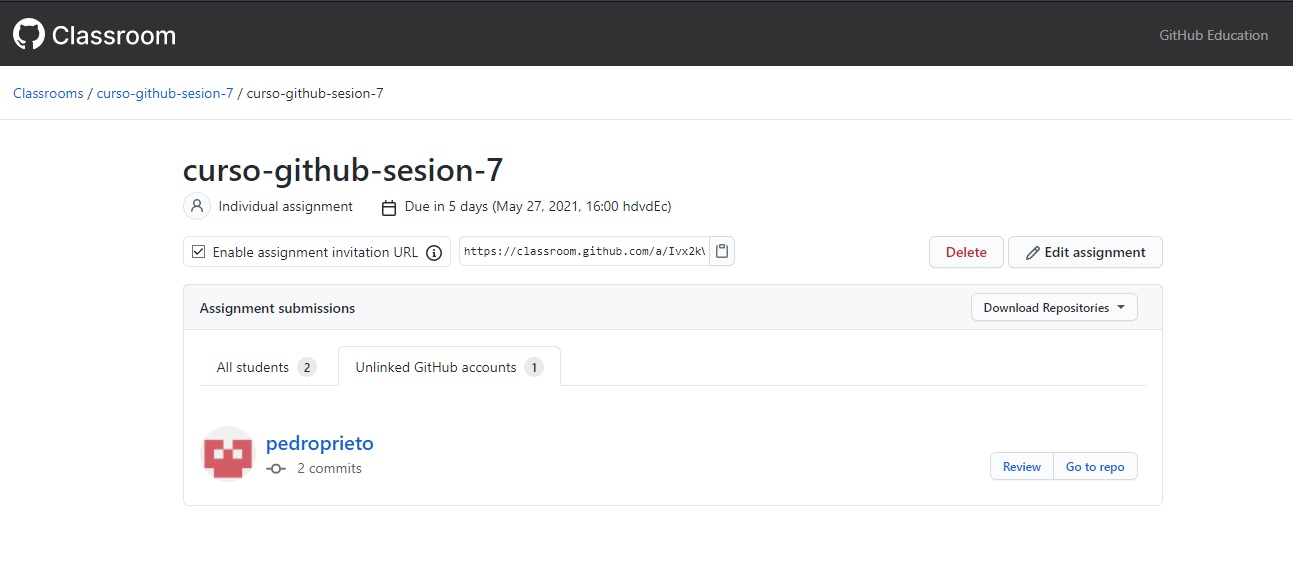 Classroom
GitHub Education
Classrooms / curso-github-sesion-7 / curso-github-sesion-7
curso-github-sesion-7
Individual assignment
Due in 5 days (May 27, 2021, 16:00 hdvdEc)
Enable assignment invitation URL
https://classroom.github.com/a/Ivx2k\
Delete
Edit assignment
Assignment submissions
Download Repositories
All students 2
Unlinked GitHub accounts 1
pedroprieto
2 commits
Review
Go to repo